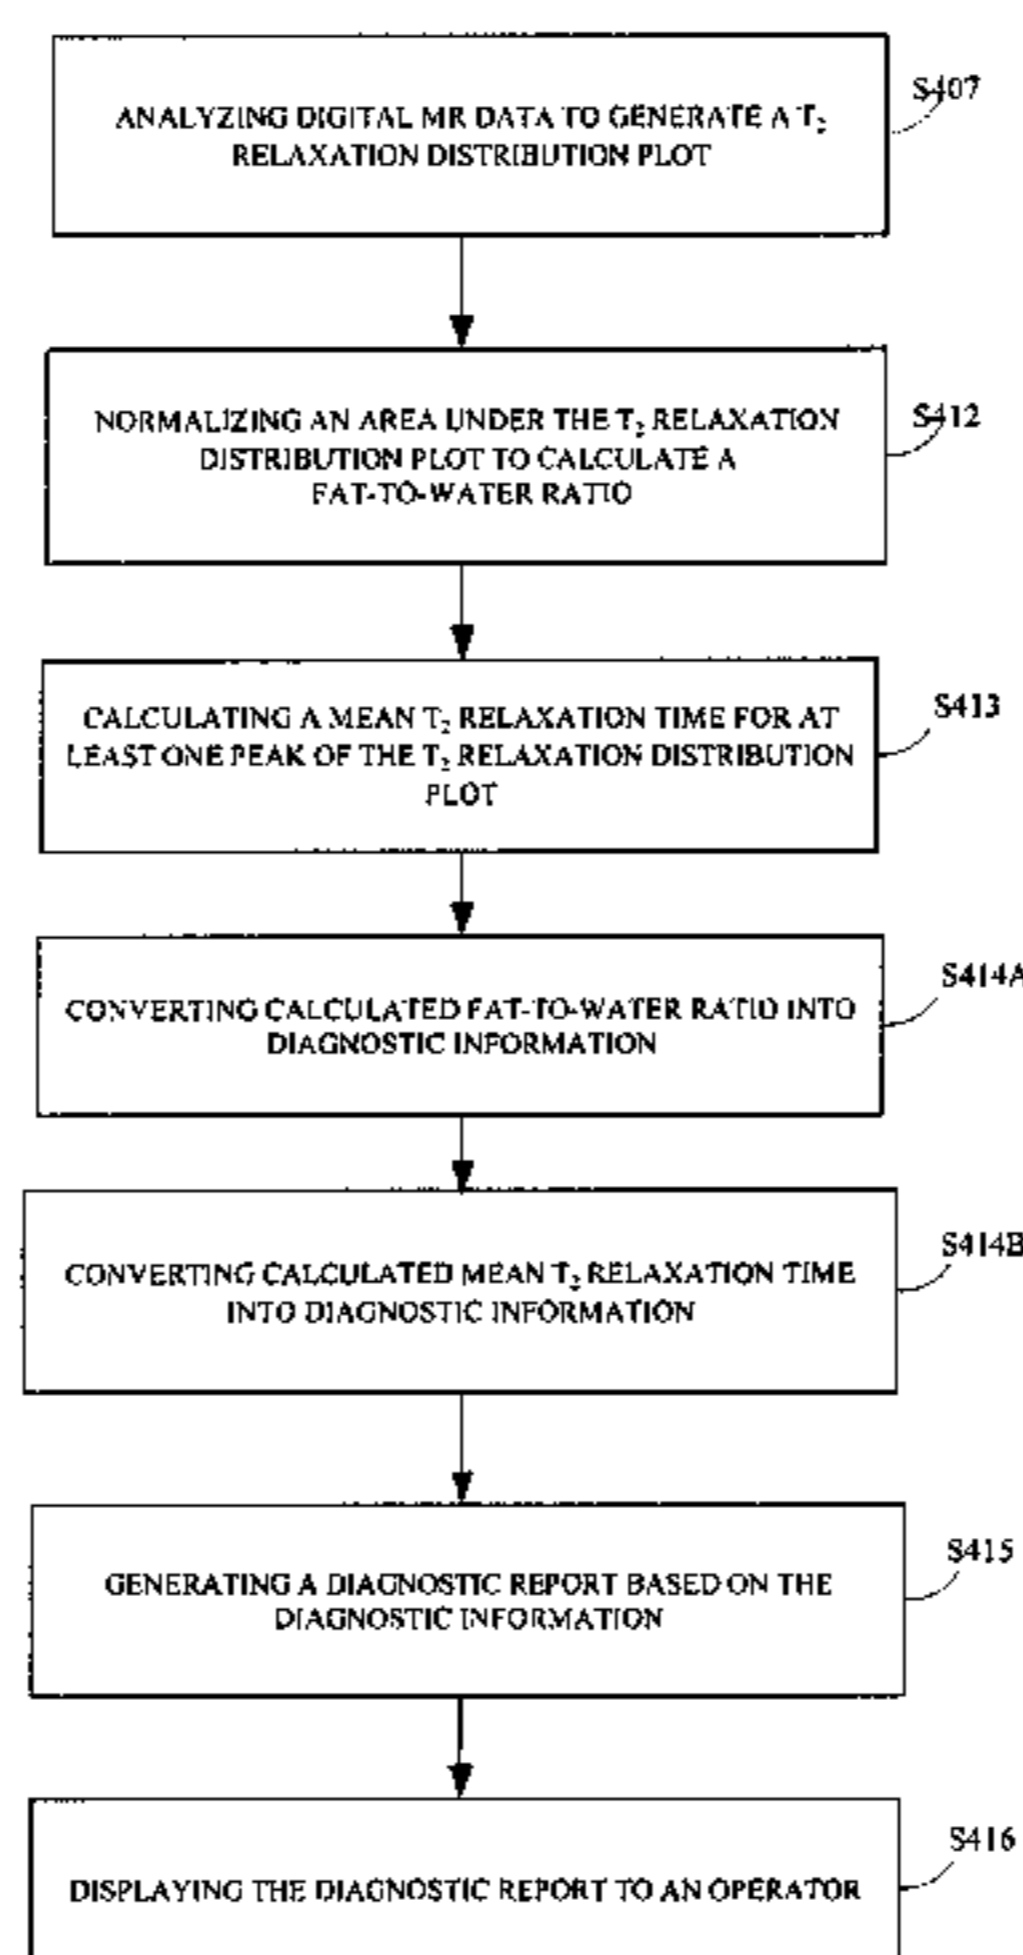 S407
ANALYZING DIGITAL MR DATA TO GENERATE A T₂
RELAXATION DISTRIBUTION PLOT
S412
NORMALIZING AN AREA UNDER THE T₂ RELAXATION
DISTRIBUTION PLOT TO CALCULATE A
FAT-TO-WATER RATIO
S413
CALCULATING A MEAN T₂ RELAXATION TIME FOR AT
LEAST ONE PEAK OF THE T₂ RELAXATION DISTRIBUTION
PLOT
S414A
CONVERTING CALCULATED FAT-TO-WATER RATIO INTO
DIAGNOSTIC INFORMATION
S414B
CONVERTING CALCULATED MEAN T₂ RELAXATION TIME
INTO DIAGNOSTIC INFORMATION
S415
GENERATING A DIAGNOSTIC REPORT BASED ON THE
DIAGNOSTIC INFORMATION
S416
DISPLAYING THE DIAGNOSTIC REPORT TO AN OPERATOR